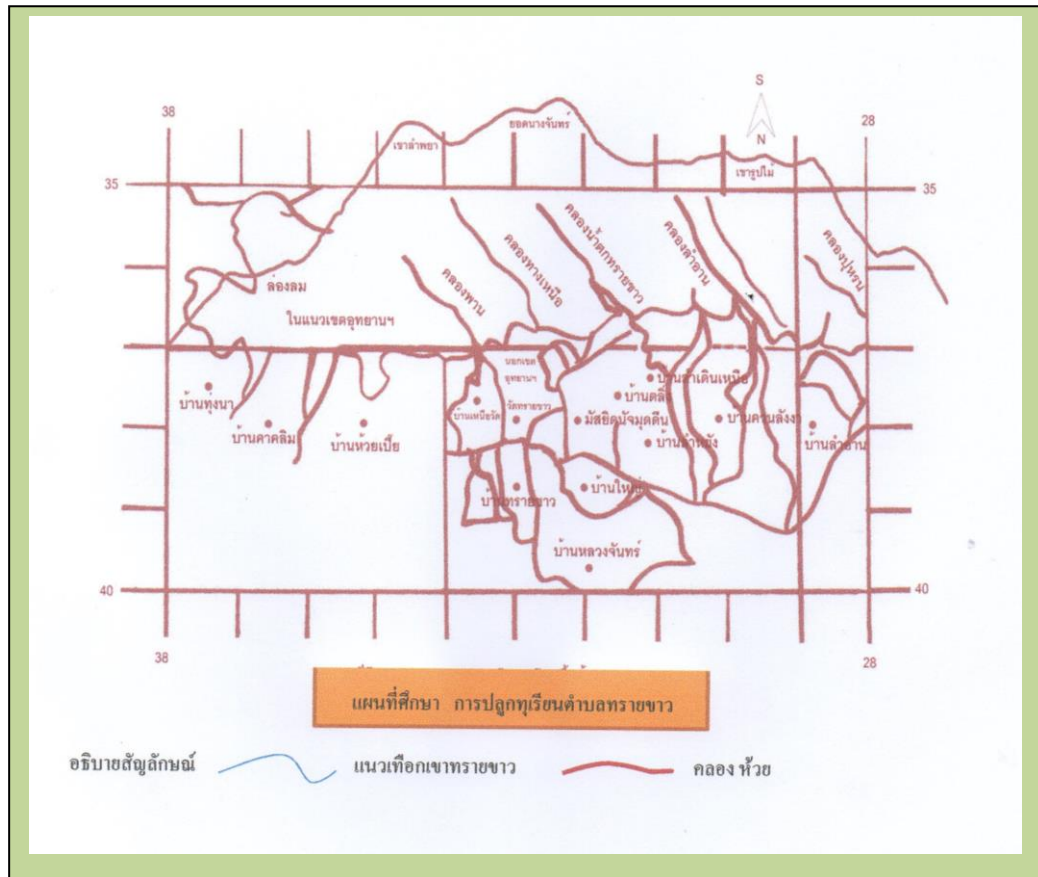 S
38
ยอดนางจันทร์
28
เขาลำพยา
N
เขารูปไม้
35
35
คลองน้ำตกทรายขาว
คลองลำอาน
คลองทางเหนือ
คลองปุหรน
คลองพาน
ล่องลม
ในแนวเขตอุทยานฯ
นอกเขต
อุทยานฯ
บ้านลำเดินเหนือ
บ้านตลิ่ง
บ้านทุ่งนา
บ้านเหนือวัด
วัดทรายขาว
มัสยิดนัจมุดดีน
บ้านควนลังงา
บ้านคาคลิม
บ้านห้วยเปี๊ย
บ้านลำหยัง
บ้านลำอาน
บ้านทรายขาว
บ้านหลวงจันทร์
40
40
38
28
แผนที่ศึกษา การปลูกทุเรียนตำบลทรายขาว
อธิบายสัญลักษณ์
แนวเทือกเขาทรายขาว
คลอง ห้วย